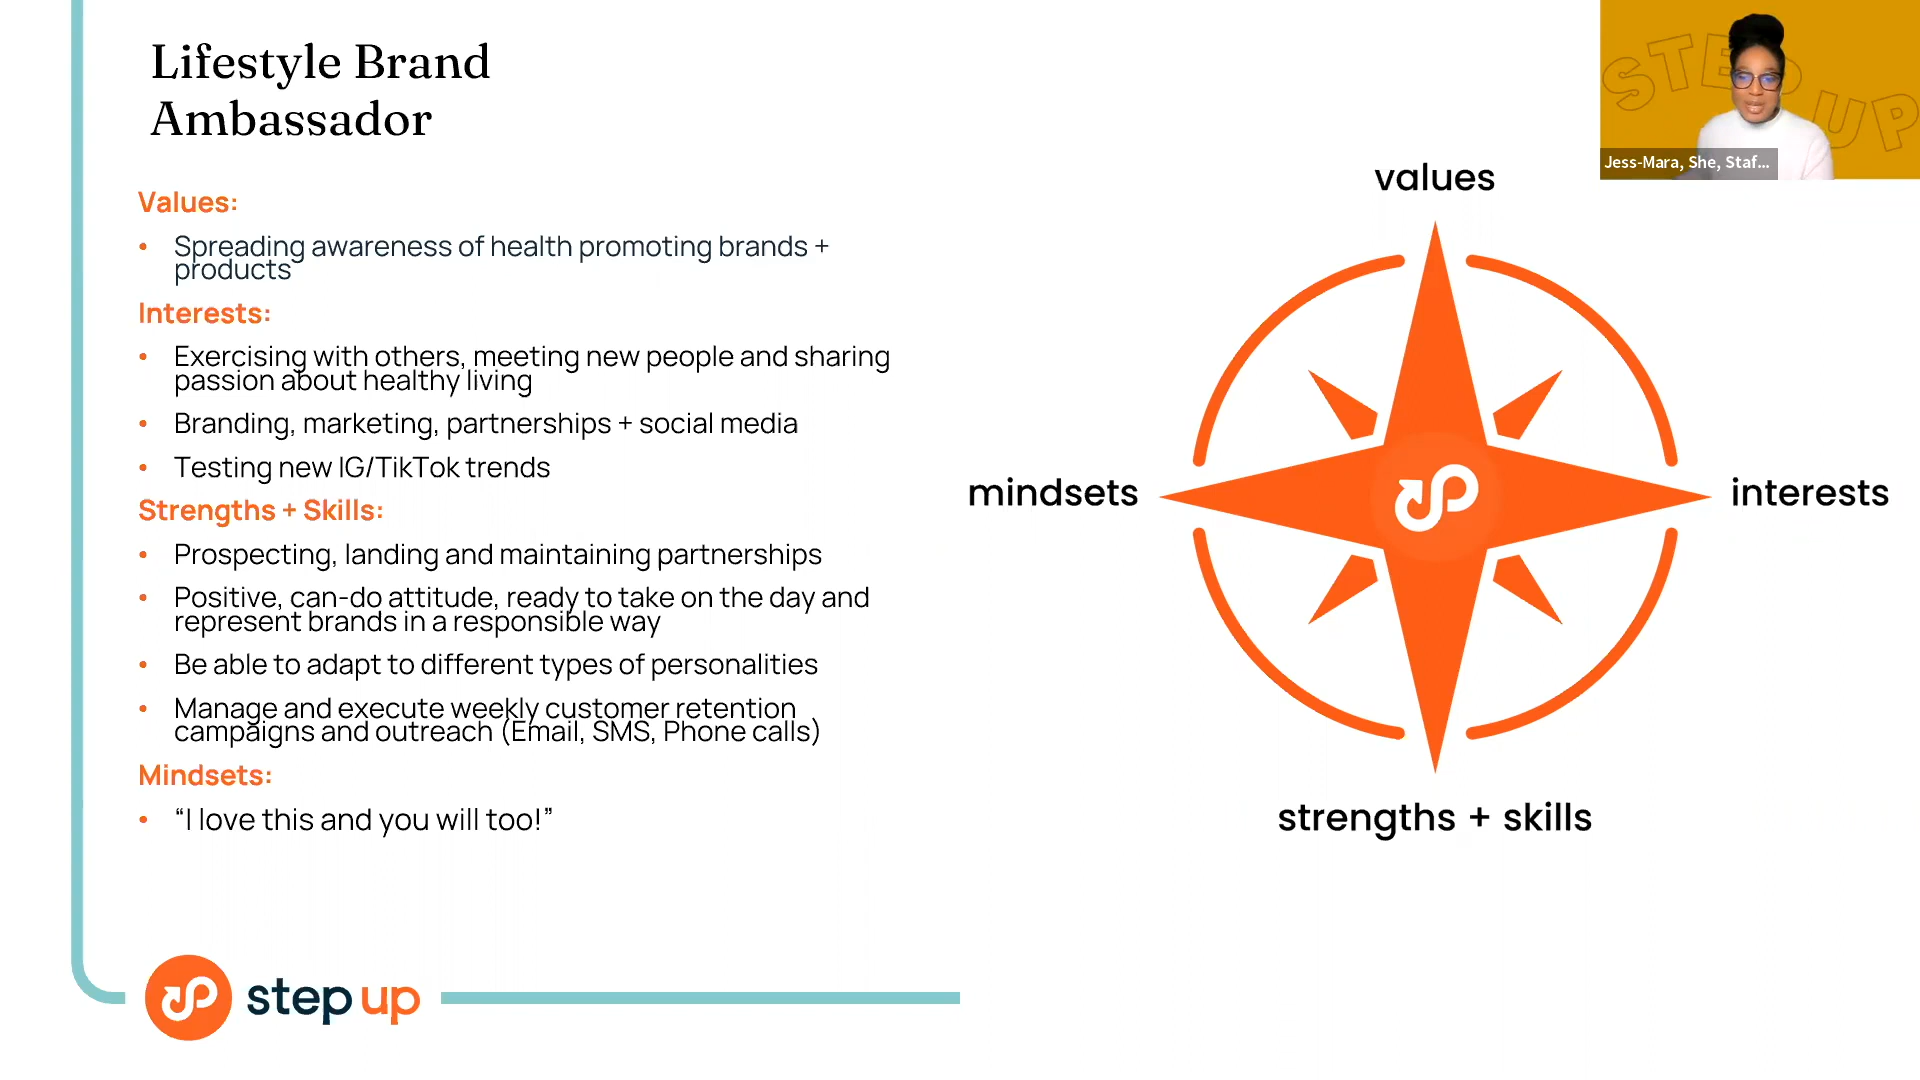 Lifestyle Brand
Ambassador
Values:
• Spreading awareness of health promoting brands +
products
Interests:
• Exercising with others, meeting new people and sharing
passion about healthy living
• Branding, marketing, partnerships + social media
• Testing new IG/TikTok trends
Strengths + Skills:
• Prospecting, landing and maintaining partnerships
• Positive, can-do attitude, ready to take on the day and
represent brands in a responsible way
• Be able to adapt to different types of personalities
• Manage and execute weekly customer retention
campaigns and outreach (Email, SMS, Phone calls)
Mindsets:
• “I love this and you will too!”
step up
values
mindsets
interests
strengths + skills
STEP UP
Jess-Mara, She, Staf...